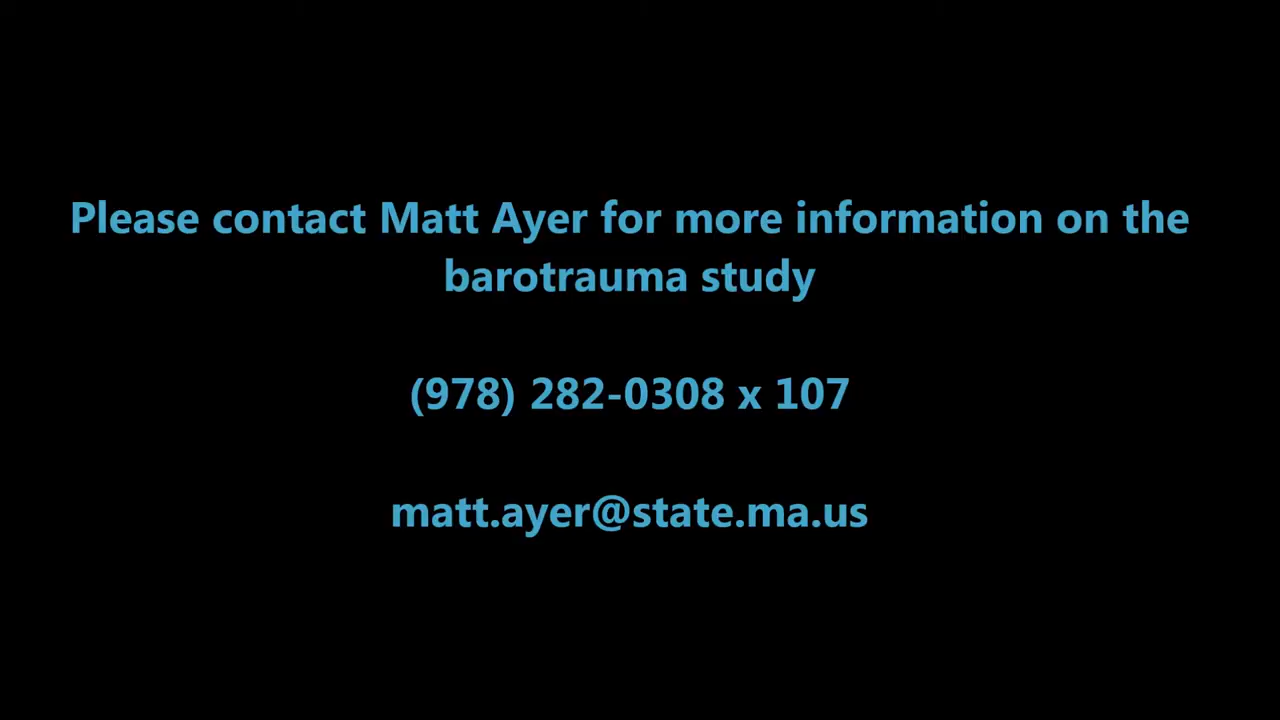 Please contact Matt Ayer for more information on the
barotrauma study
(978) 282-0308 x 107
matt.ayer@state.ma.us